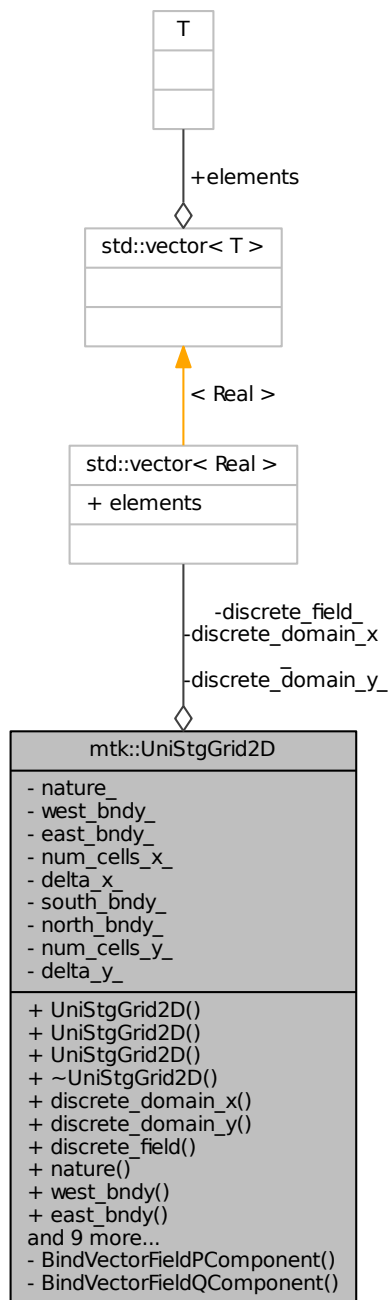 T
+elements
std::vector< T >
< Real >
std::vector< Real >
+ elements
-discrete_field_
-discrete_domain_x
_
-discrete_domain_y_
mtk::UniStgGrid2D
- nature_
- west_bndy_
- east_bndy_
- num_cells_x_
- delta_x_
- south_bndy_
- north_bndy_
- num_cells_y_
- delta_y_
+ UniStgGrid2D()
+ UniStgGrid2D()
+ UniStgGrid2D()
+ ~UniStgGrid2D()
+ discrete_domain_x()
+ discrete_domain_y()
+ discrete_field()
+ nature()
+ west_bndy()
+ east_bndy()
and 9 more...
- BindVectorFieldPComponent()
- BindVectorFieldQComponent()